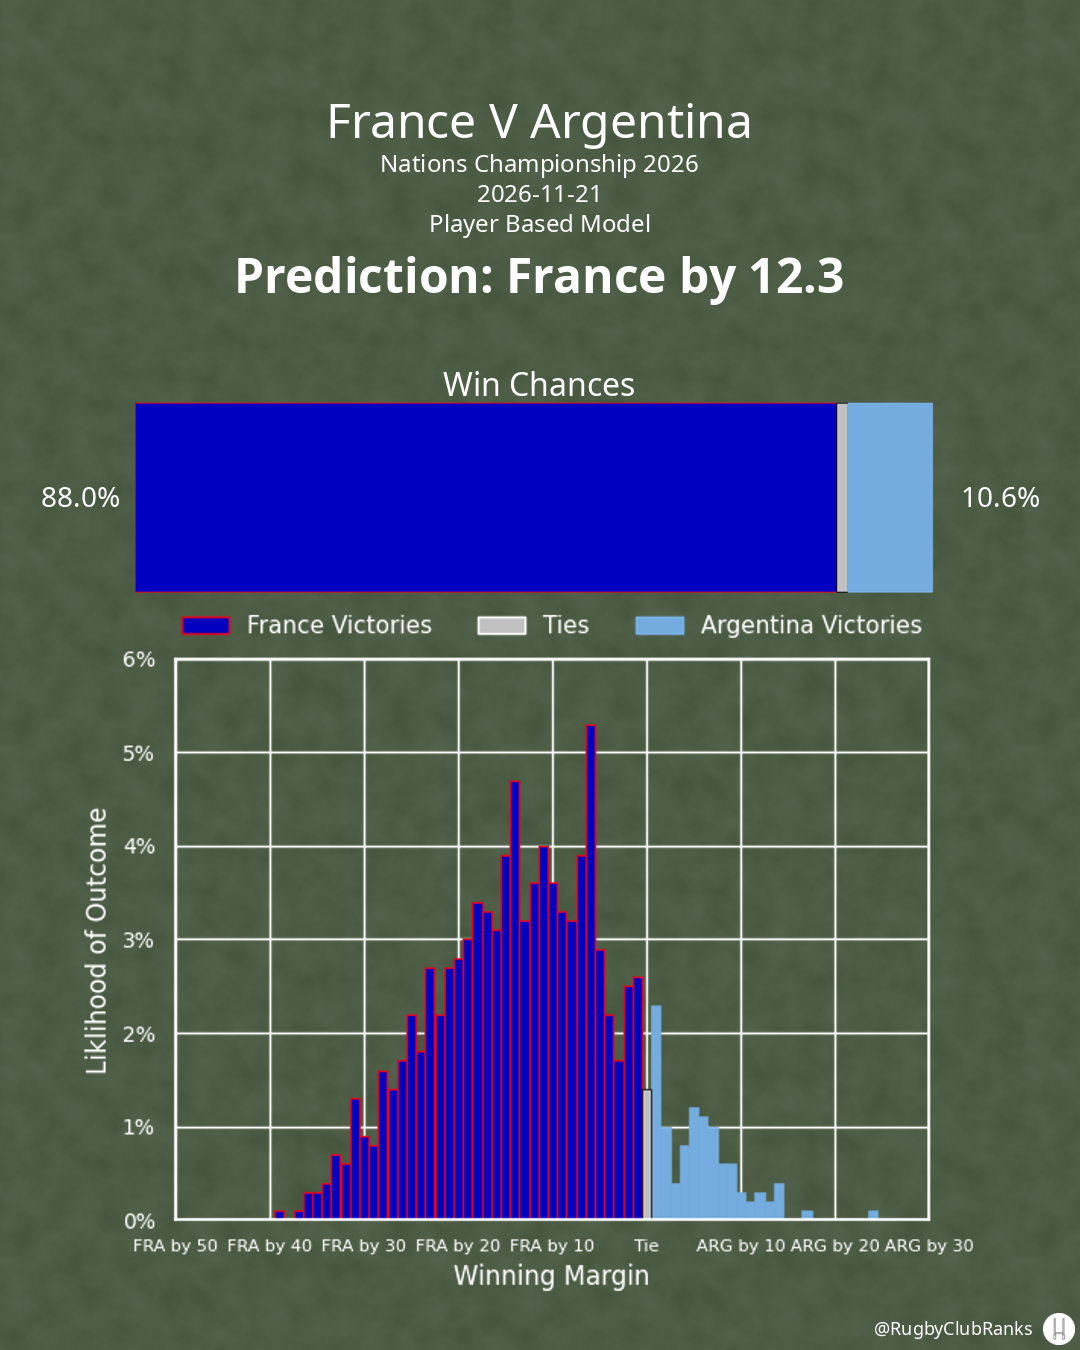 France V Argentina
Nations Championship 2026
2026-11-21
Player Based Model
Prediction: France by 12.3
Win Chances
88.0%
10.6%
France Victories
Ties
Argentina Victories
6%
5%
4%
3%
2%
1%
0%
Liklihood of Outcome
FRA by 50 FRA by 40 FRA by 30 FRA by 20 FRA by 10 Tie ARG by 10 ARG by 20 ARG by 30
Winning Margin
@RugbyClubRanks